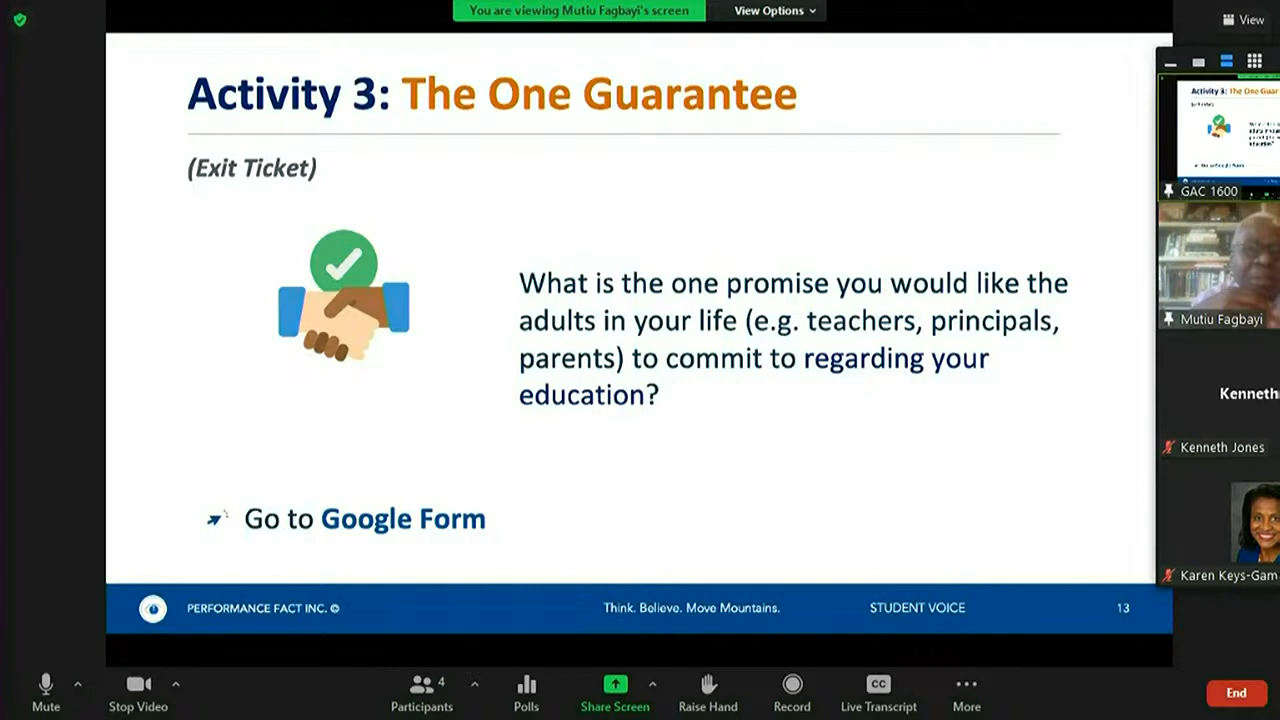 You are viewing Mutiu Fagbayi's screen
View Options
View
Activity 3: The One Guarantee
(Exit Ticket)
What is the one promise you would like the
adults in your life (e.g. teachers, principals,
parents) to commit to regarding your
education?
Go to Google Form
PERFORMANCE FACT INC. ©
Think. Believe. Move Mountains.
STUDENT VOICE
13
Activity 3: The One Guar
GAC 1600
Mutiu Fagbayi
Kenneth
Kenneth Jones
Karen Keys-Gam
Mute
Stop Video
4
Participants
Polls
Share Screen
Raise Hand
Record
CC
Live Transcript
More
End